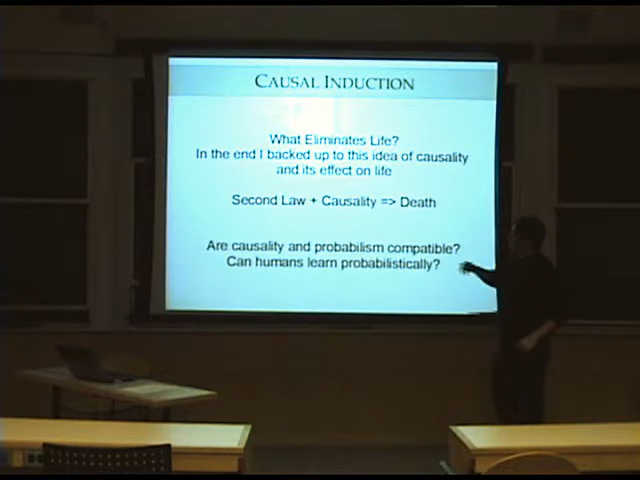 CAUSAL INDUCTION
What Eliminates Life?
In the end I backed up to this idea of causality
and its effect on life
Second Law + Causality => Death
Are causality and probabilism compatible?
Can humans learn probabilistically?